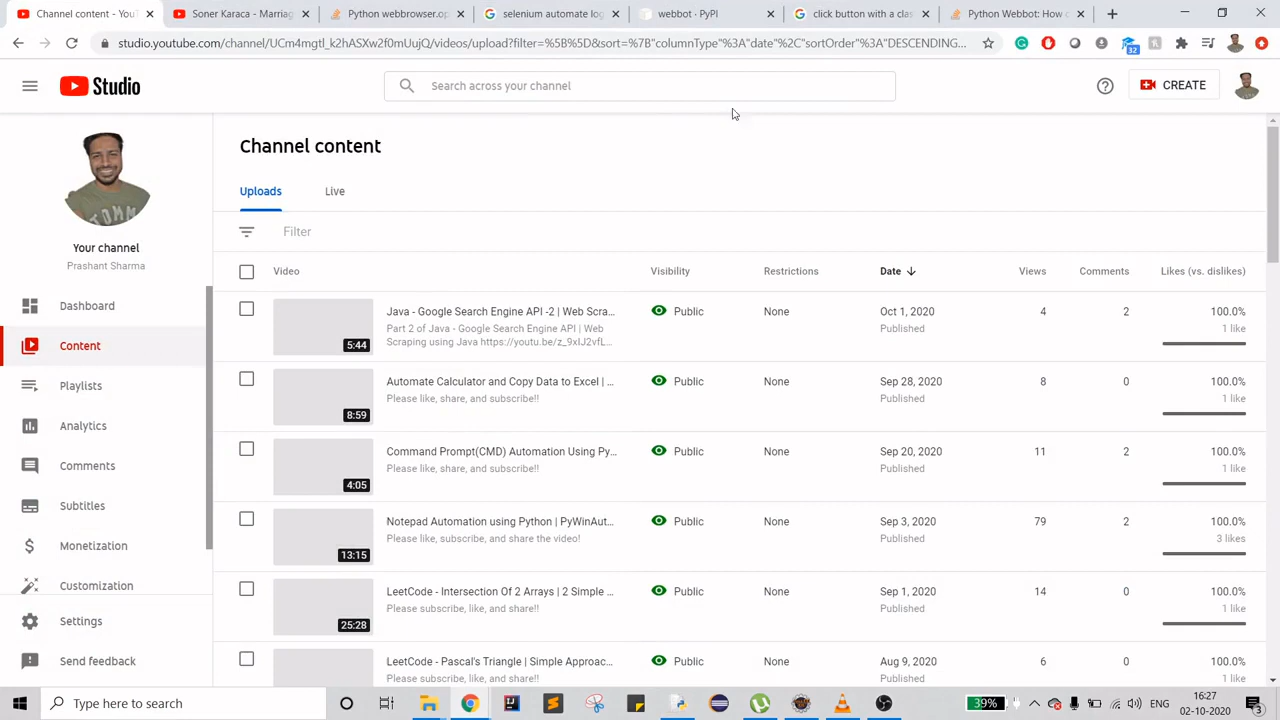 Channel content - YouTu
Soner Karaca - Marriag
Python webbrowser.op
selenium automate log
webbot · PyPI
click button with a clas
Python Webbot: How d
studio.youtube.com/channel/UCm4mgtl_k2hASXw2f0mUujQ/videos/upload?filter=%5B%5D&sort=%7B"columnType"%3A"date"%2C"sortOrder"%3A"DESCENDING...
32
Studio
Search across your channel
CREATE
Your channel
Prashant Sharma
Dashboard
Content
Playlists
Analytics
Comments
Subtitles
Monetization
Customization
Settings
Send feedback
Channel content
Uploads Live
Filter
Video Visibility Restrictions Date Views Comments Likes (vs. dislikes)
Java - Google Search Engine API -2 | Web Scra... Public None Oct 1, 2020 4 2 100.0%
Part 2 of Java - Google Search Engine API | Web Published 1 like
Scraping using Java https://youtu.be/z_9xIJ2vfL...
5:44
Automate Calculator and Copy Data to Excel | ... Public None Sep 28, 2020 8 0 100.0%
Please like, share, and subscribe!! Published 1 like
8:59
Command Prompt(CMD) Automation Using Py... Public None Sep 20, 2020 11 2 100.0%
Please like, share, and subscribe!! Published 1 like
4:05
Notepad Automation using Python | PyWinAut... Public None Sep 3, 2020 79 2 100.0%
Please like, subscribe, and share the video! Published 3 likes
13:15
LeetCode - Intersection Of 2 Arrays | 2 Simple ... Public None Sep 1, 2020 14 0 100.0%
Please subscribe, like, and share!! Published 1 like
25:28
LeetCode - Pascal's Triangle | Simple Approac... Public None Aug 9, 2020 6 0 100.0%
Please subscribe, like, and share!! Published 1 like
Type here to search
39%
ENG
16:27
02-10-2020
3